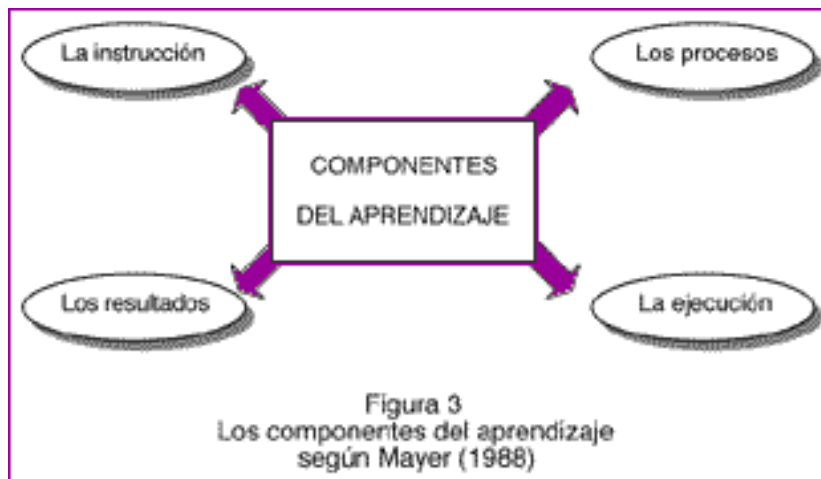 La instrucción
Los procesos
COMPONENTES
DEL APRENDIZAJE
Los resultados
La ejecución
Figura 3
Los componentes del aprendizaje
según Mayer (1988)